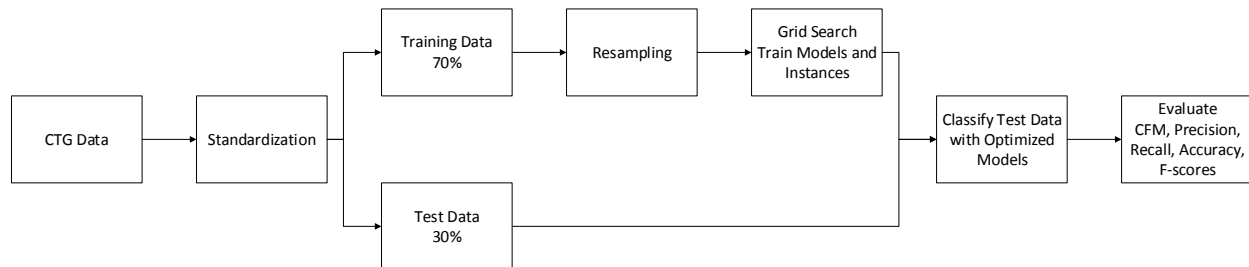 CTG Data
Standardization
Training Data
70%
Resampling
Grid Search
Train Models and
Instances
Test Data
30%
Classify Test Data
with Optimized
Models
Evaluate
CFM, Precision,
Recall, Accuracy,
F-scores